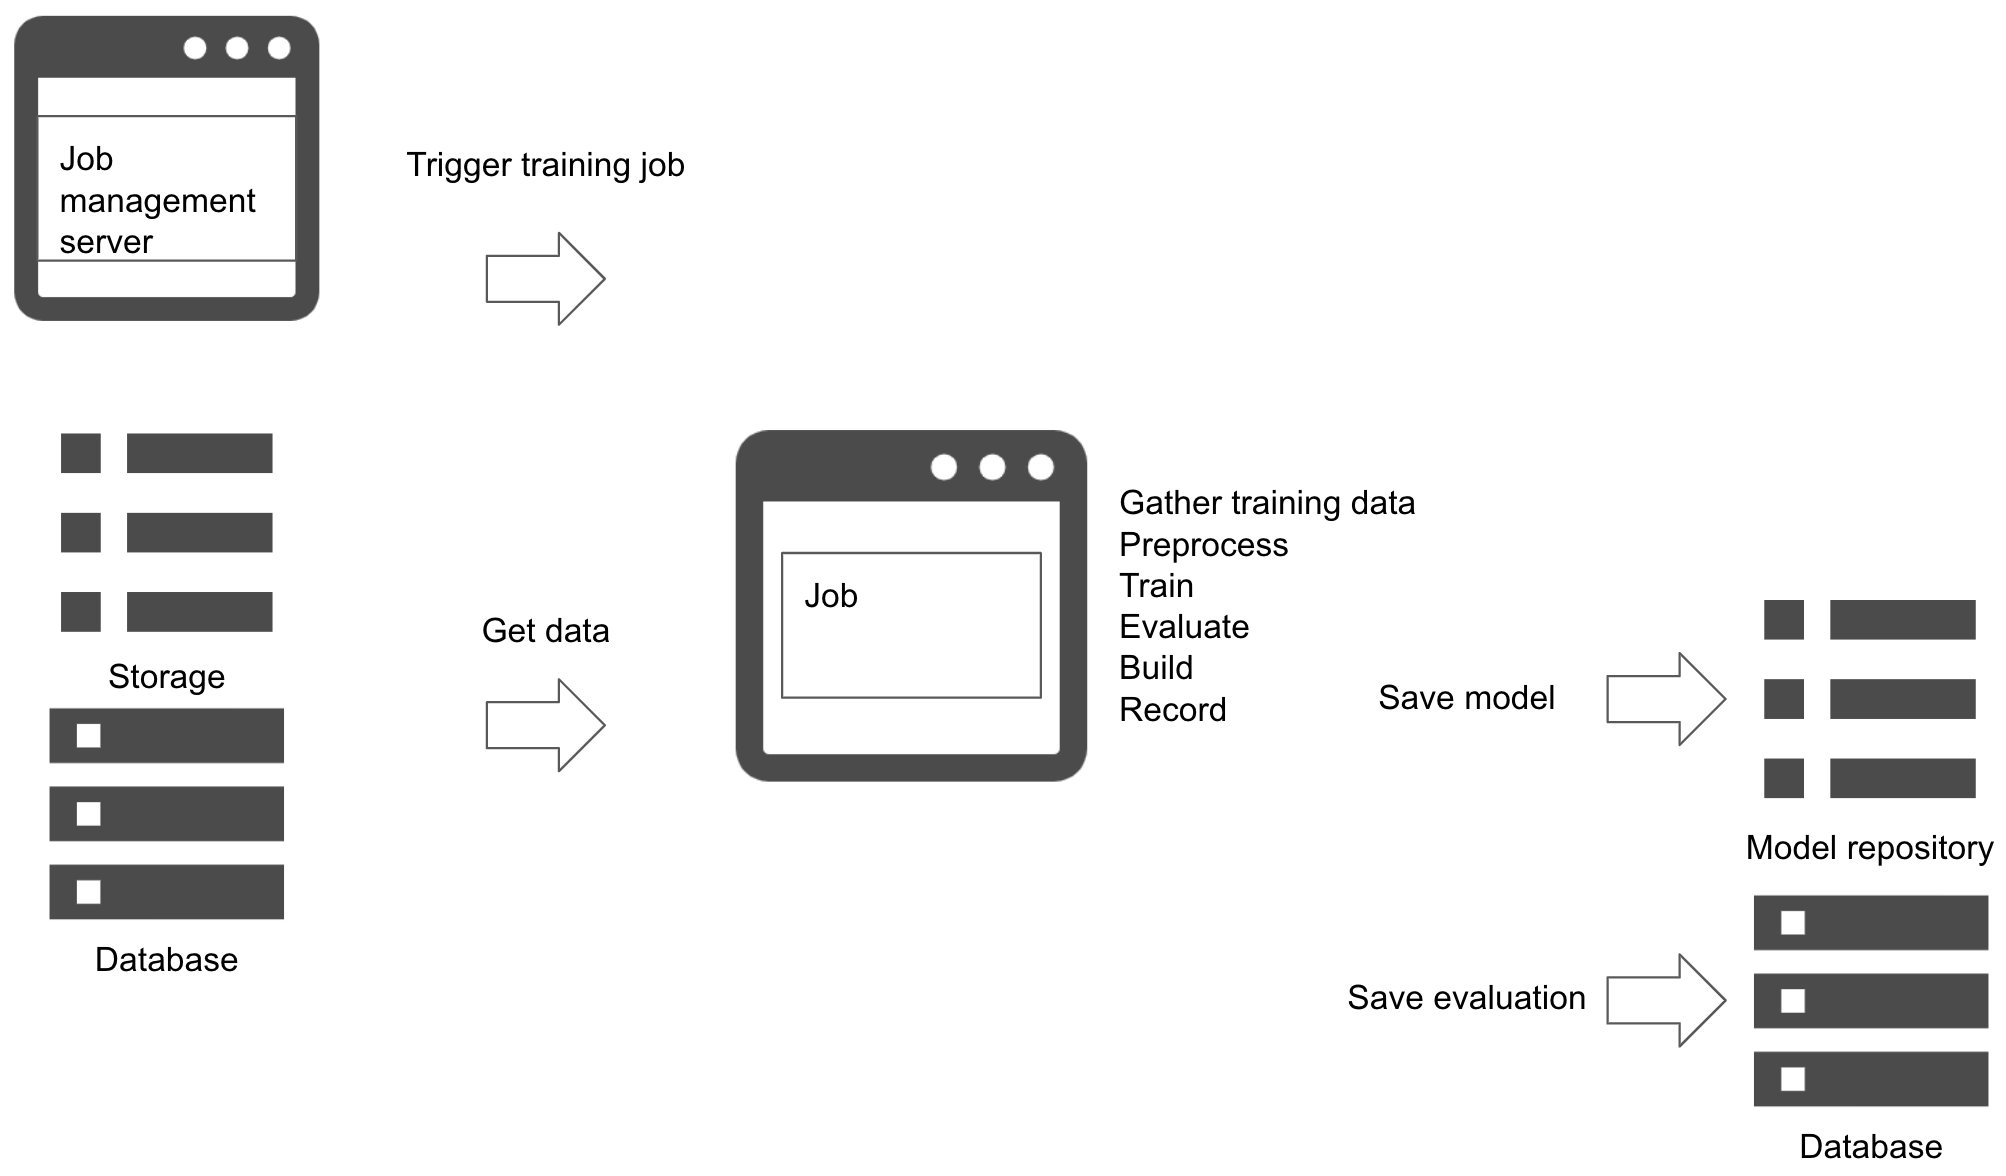 Job
management
server
Trigger training job
Storage
Database
Get data
Job
Gather training data
Preprocess
Train
Evaluate
Build
Record
Save model
Model repository
Save evaluation
Database